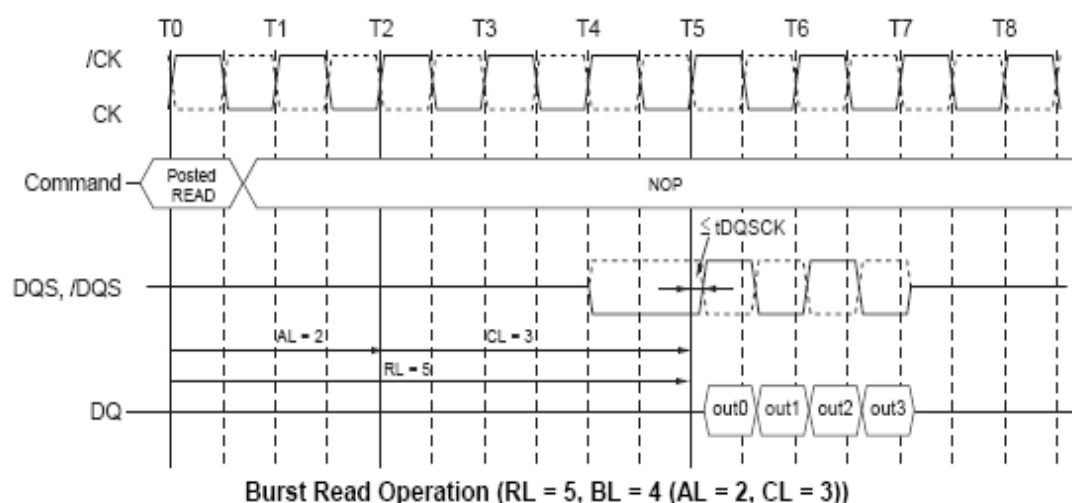 T0 T1 T2 T3 T4 T5 T6 T7 T8
/CK
CK
Command
Posted
READ
NOP
≤ tDQSCK
DQS, /DQS
AL = 2
CL = 3
RL = 5
DQ
out0 out1 out2 out3
Burst Read Operation (RL = 5, BL = 4 (AL = 2, CL = 3))